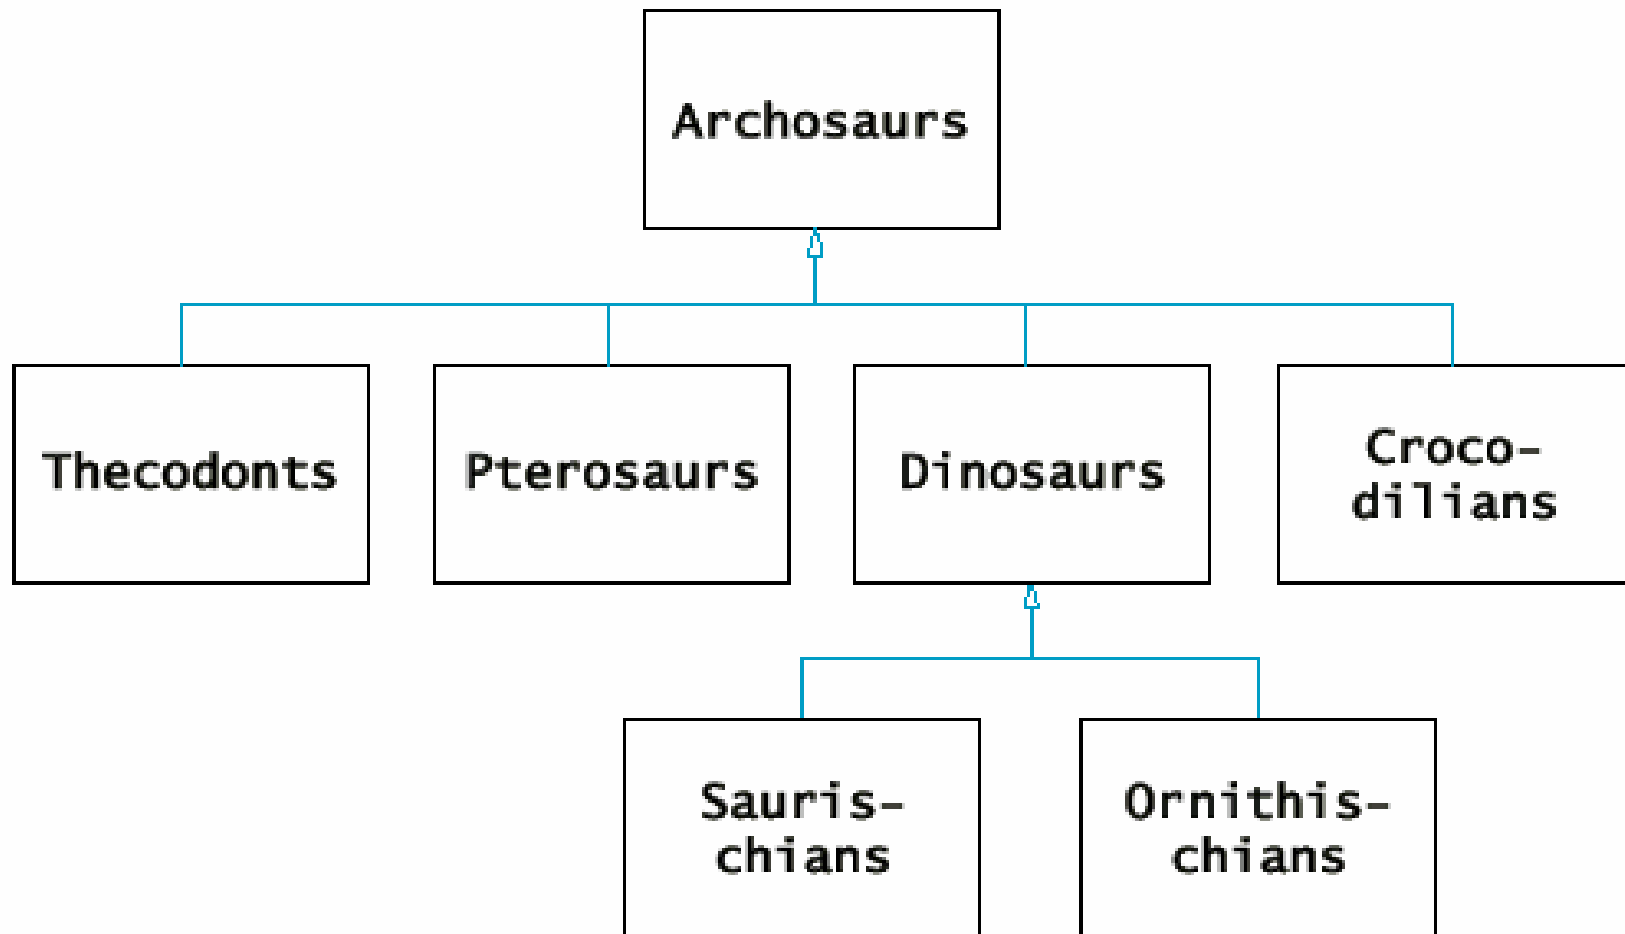 Archosaurs
Thecodonts
Pterosaurs
Dinosaurs
Croco-
dilians
Sauris-
chians
Ornithis-
chians